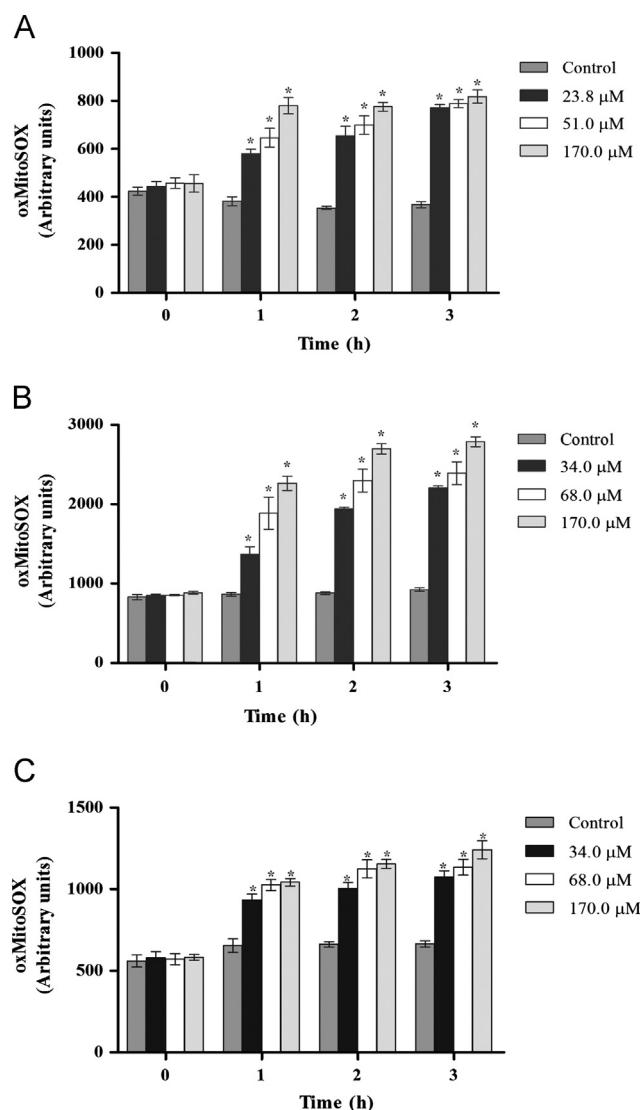 A
oxMitoSOX
(Arbitrary units)
1000
800
600
400
200
0
0 1 2 3
Time (h)
* * * * * * * * *
Control
23.8 μM
51.0 μM
170.0 μM
B
oxMitoSOX
(Arbitrary units)
3000
2000
1000
0
0 1 2 3
Time (h)
* * * * * * * * *
Control
34.0 μM
68.0 μM
170.0 μM
C
oxMitoSOX
(Arbitrary units)
1500
1000
500
0
0 1 2 3
Time (h)
* * * * * * * * *
Control
34.0 μM
68.0 μM
170.0 μM